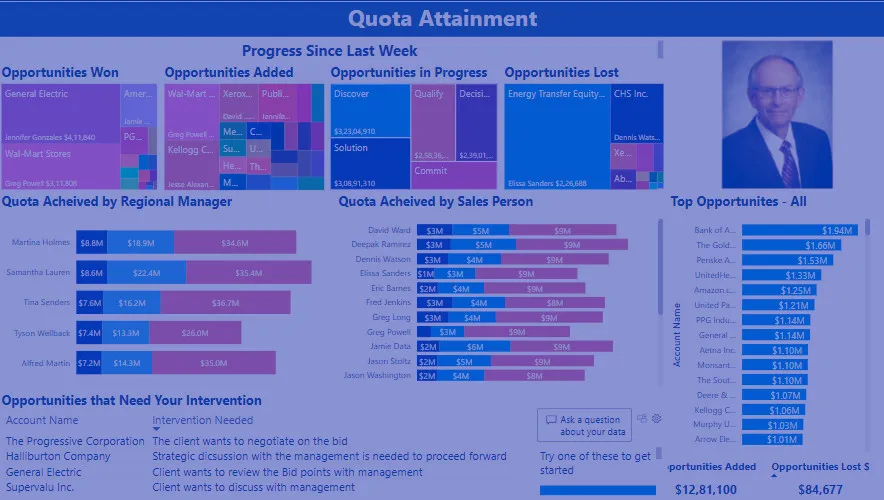 Quota Attainment
Progress Since Last Week
Opportunities Won
Opportunities Added
Opportunities in Progress
Opportunities Lost
General Electric
Jennifer Gonzales $4,11,840
Amer...
Jamie ...
Wal-Mart Stores
Greg Powell $3,11,808
PG...
Wal-Mart ...
Greg Powell ...
Kellogg C...
Jesse Alexan...
Xerox...
David ...
Publi...
Jennife...
Me...
C...
Su...
U...
He...
Th...
M...
Discover
$3,23,04,910
Solution
$3,08,91,310
Qualify
$2,98,36,...
Decisi...
$2,39,01,...
Commit
Energy Transfer Equity...
Elissa Sanders $2,26,688
CHS Inc.
Dennis Wats...
Xe...
Ab...
Quota Acheived by Regional Manager
Martina Holmes $8.8M $18.9M $34.6M
Samantha Lauren $8.6M $22.4M $35.4M
Tina Senders $7.6M $16.2M $36.7M
Tyson Wellback $7.4M $13.3M $26.0M
Alfred Martin $7.2M $14.3M $35.0M
Quota Acheived by Sales Person
David Ward $3M $5M $9M
Deepak Ramirez $3M $5M $9M
Dennis Watson $3M $4M $9M
Elissa Sanders $1M $3M $9M
Eric Barnes $2M $4M $9M
Fred Jenkins $3M $4M $8M
Greg Long $3M $4M $9M
Greg Powell $3M $9M
Jamie Data $2M $6M $9M
Jason Stoltz $2M $5M $9M
Jason Washington $2M $4M $8M
Top Opportunites - All
Account Name
Bank of A... $1.94M
The Gold... $1.66M
Penske A... $1.53M
UnitedHe... $1.33M
Amazon.c... $1.25M
United Pa... $1.21M
PPG Indu... $1.14M
General ... $1.14M
Aetna Inc. $1.10M
Monsant... $1.10M
The Sout... $1.10M
Deere & ... $1.07M
Kellogg C... $1.06M
Murphy U... $1.03M
Arrow Ele... $1.01M
Opportunities that Need Your Intervention
Account Name Intervention Needed
The Progressive Corporation The client wants to negotiate on the bid
Halliburton Company Strategic dicsussion with the management is needed to proceed forward
General Electric Client wants to review the Bid points with management
Supervalu Inc. Client wants to discuss with management
Ask a question
about your data
Try one of these to get
started
pportunities Added Opportunities Lost $
$12,81,100 $84,677